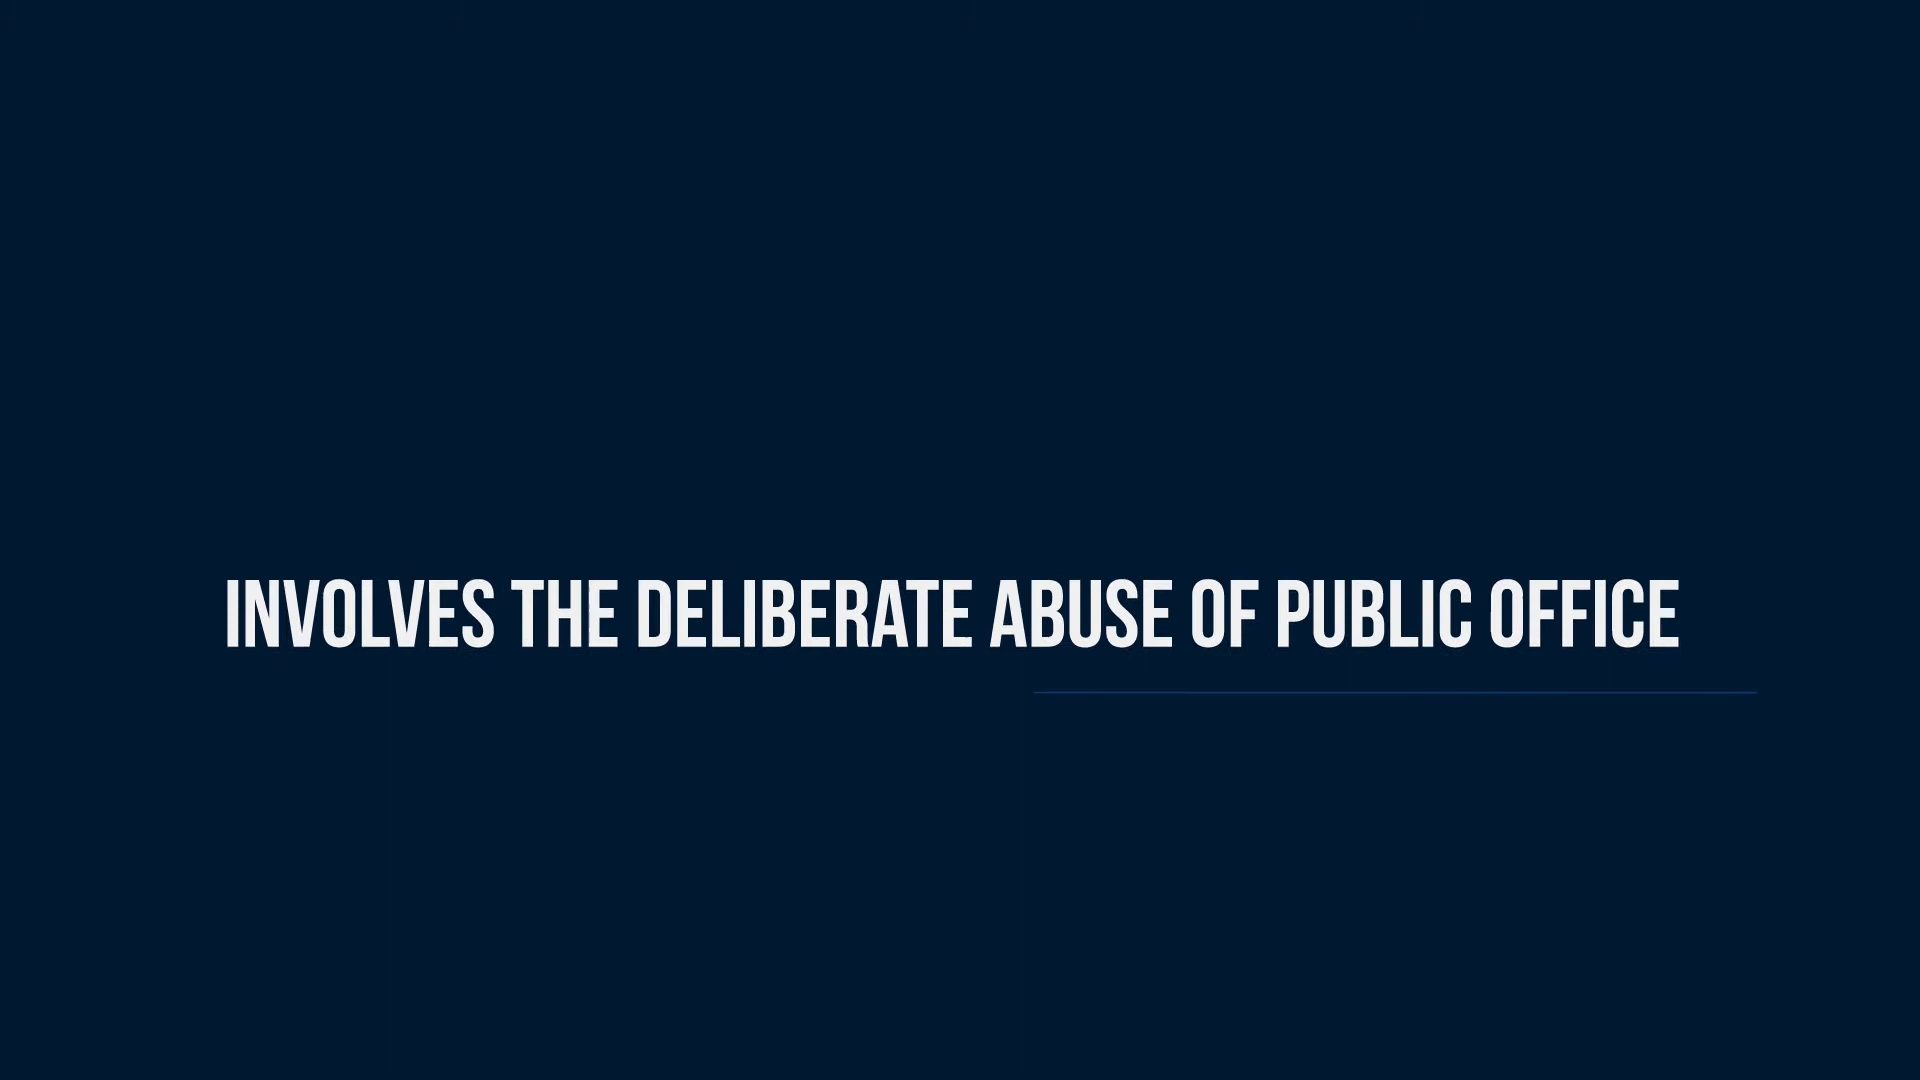 INVOLVES THE DELIBERATE ABUSE OF PUBLIC OFFICE